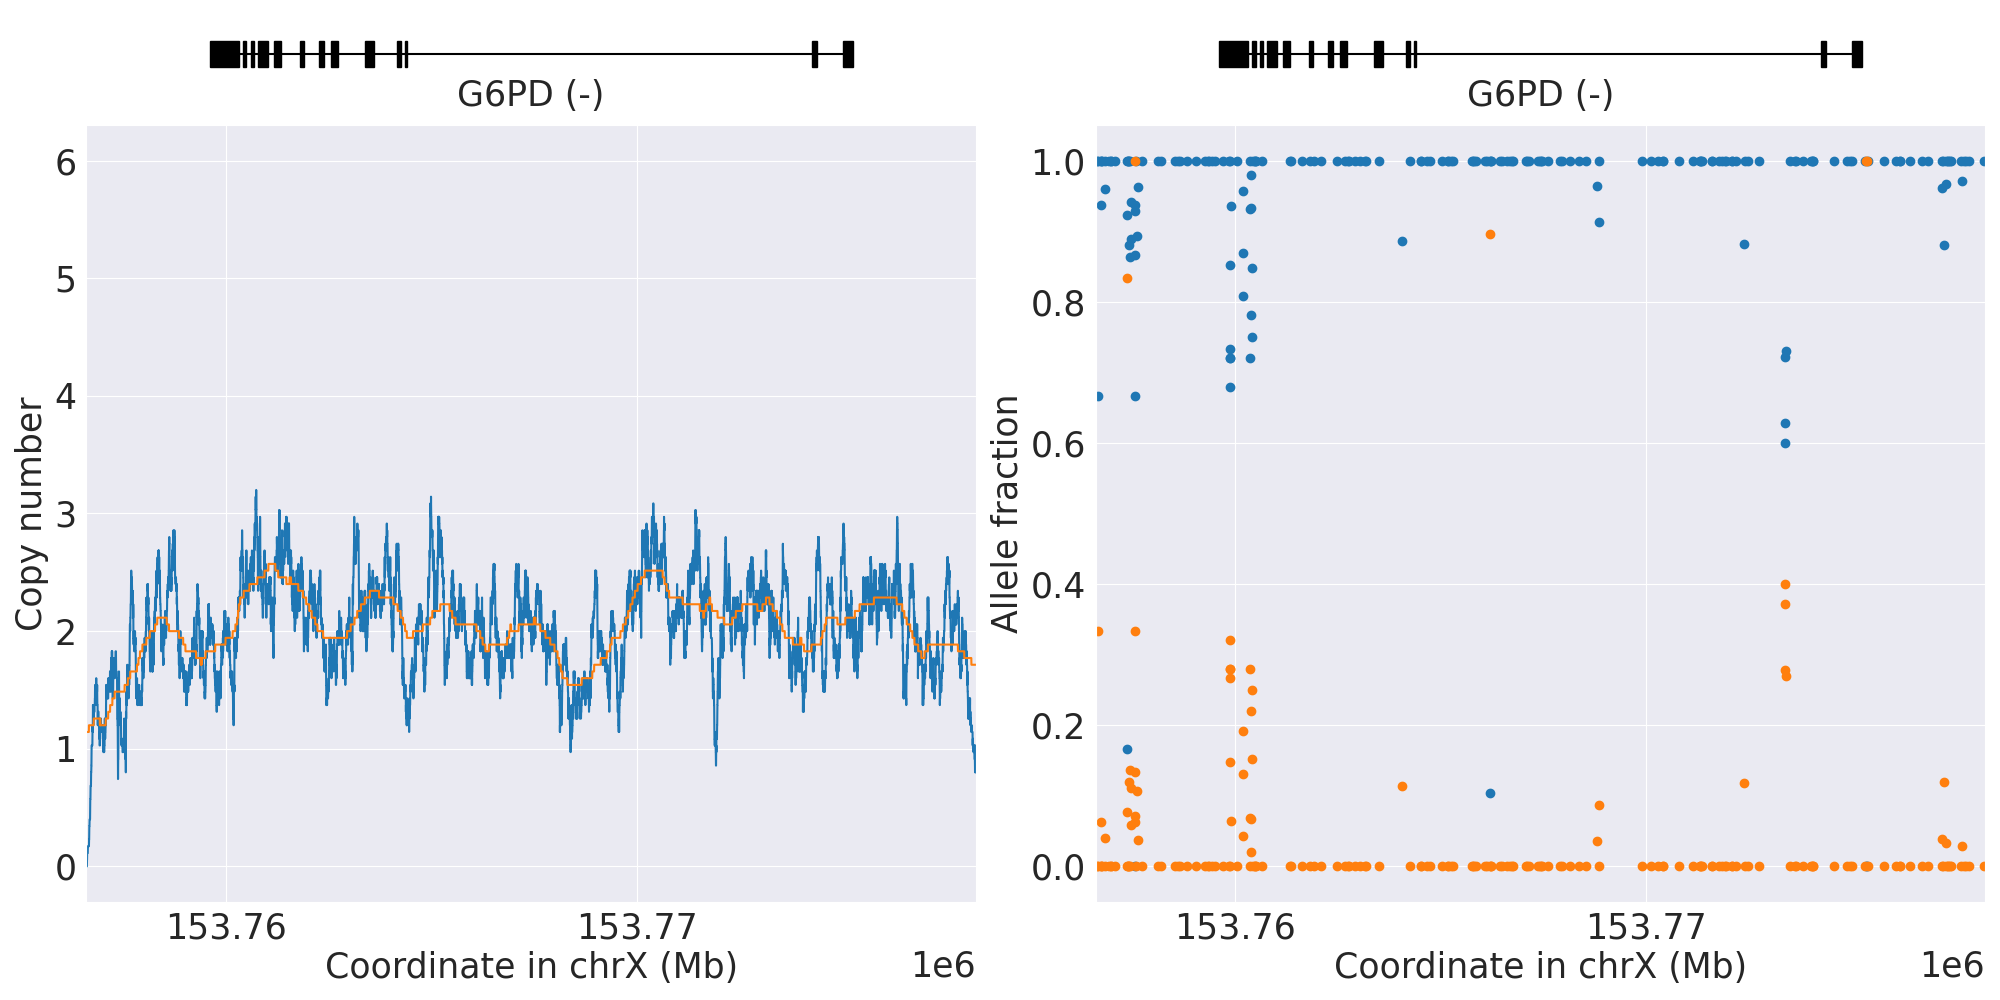 G6PD (-)
6
5
4
3
2
1
0
Copy number
153.76
153.77
Coordinate in chrX (Mb)
1e6
G6PD (-)
1.0
0.8
0.6
0.4
0.2
0.0
Allele fraction
153.76
153.77
Coordinate in chrX (Mb)
1e6